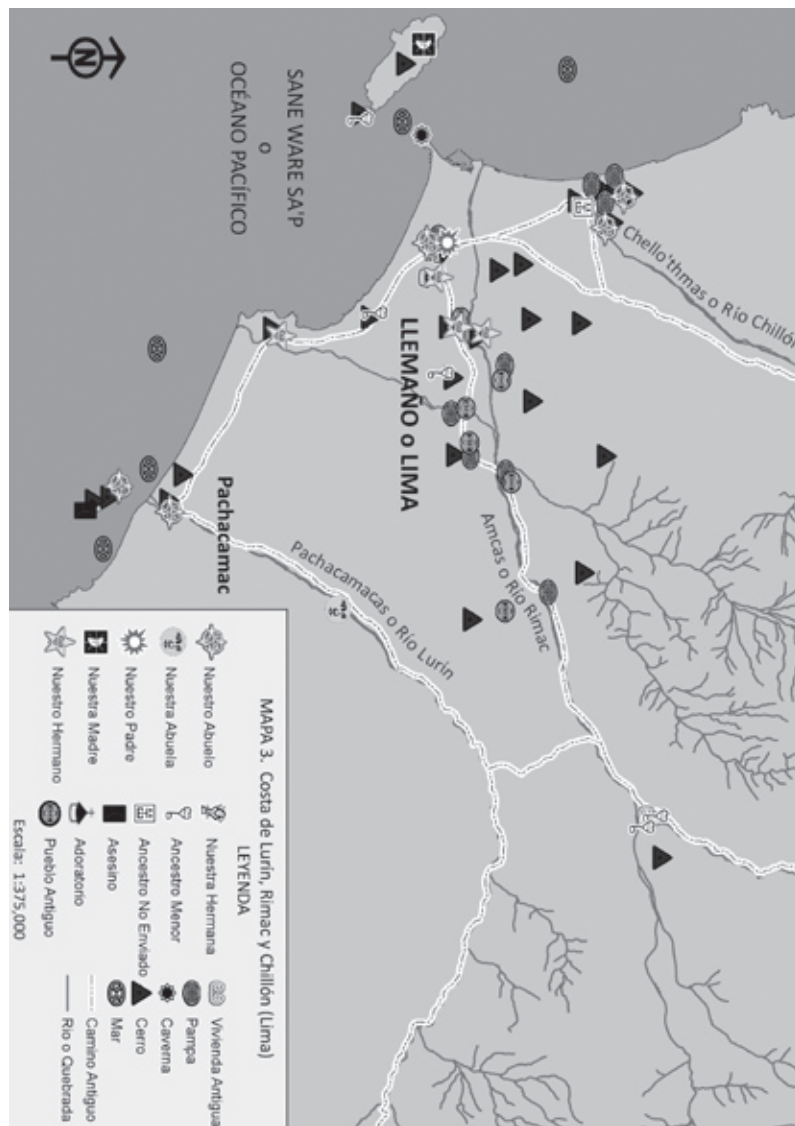 Chello'thmas o Río Chillón
Amcas o Río Rimac
LLEMAÑO o LIMA
Pachacamacas o Río Lurín
SANE WARE SA'P
o
OCÉANO PACÍFICO
Pachacamac
N
MAPA 3. Costa de Lurín, Rimac y Chillón (Lima)
LEYENDA
Nuestro Abuelo
Nuestra Abuela
Nuestro Padre
Nuestra Madre
Nuestro Hermano
Nuestra Hermana
Ancestro Menor
Ancestro No Enviado
Asesino
Adoratorio
Pueblo Antiguo
Vivienda Antigua
Pampa
Caverna
Cerro
Mar
Camino Antiguo
Río o Quebrada
Escala: 1:375,000